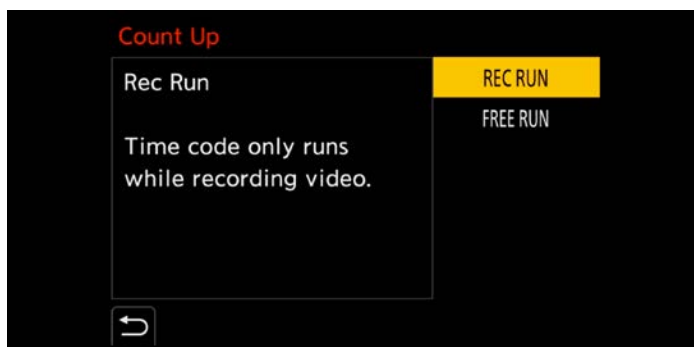 Count Up
Rec Run
REC RUN
FREE RUN
Time code only runs
while recording video.